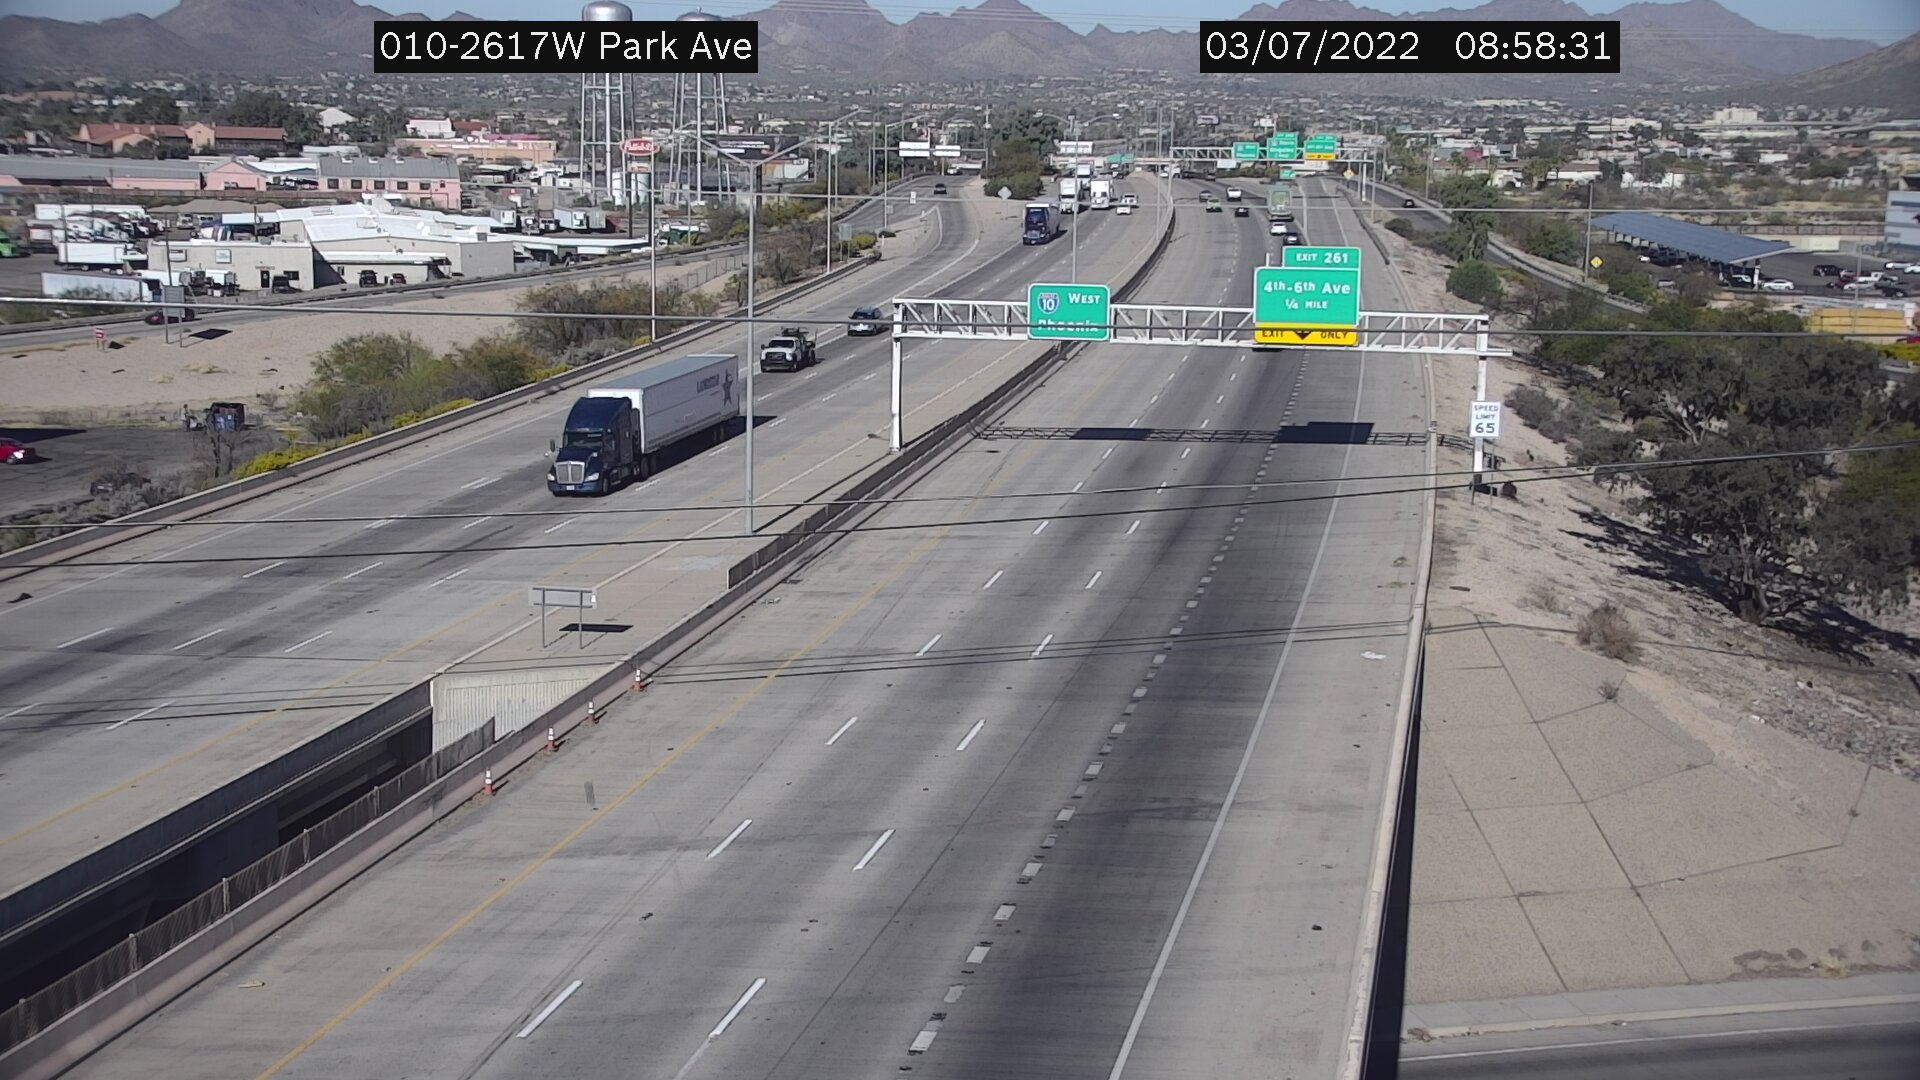 010-2617W Park Ave
03/07/2022 08:58:31
EXIT 261
4th-6th Ave
1/4 MILE
EXIT ONLY
10 WEST
Phoenix
SPEED
LIMIT
65